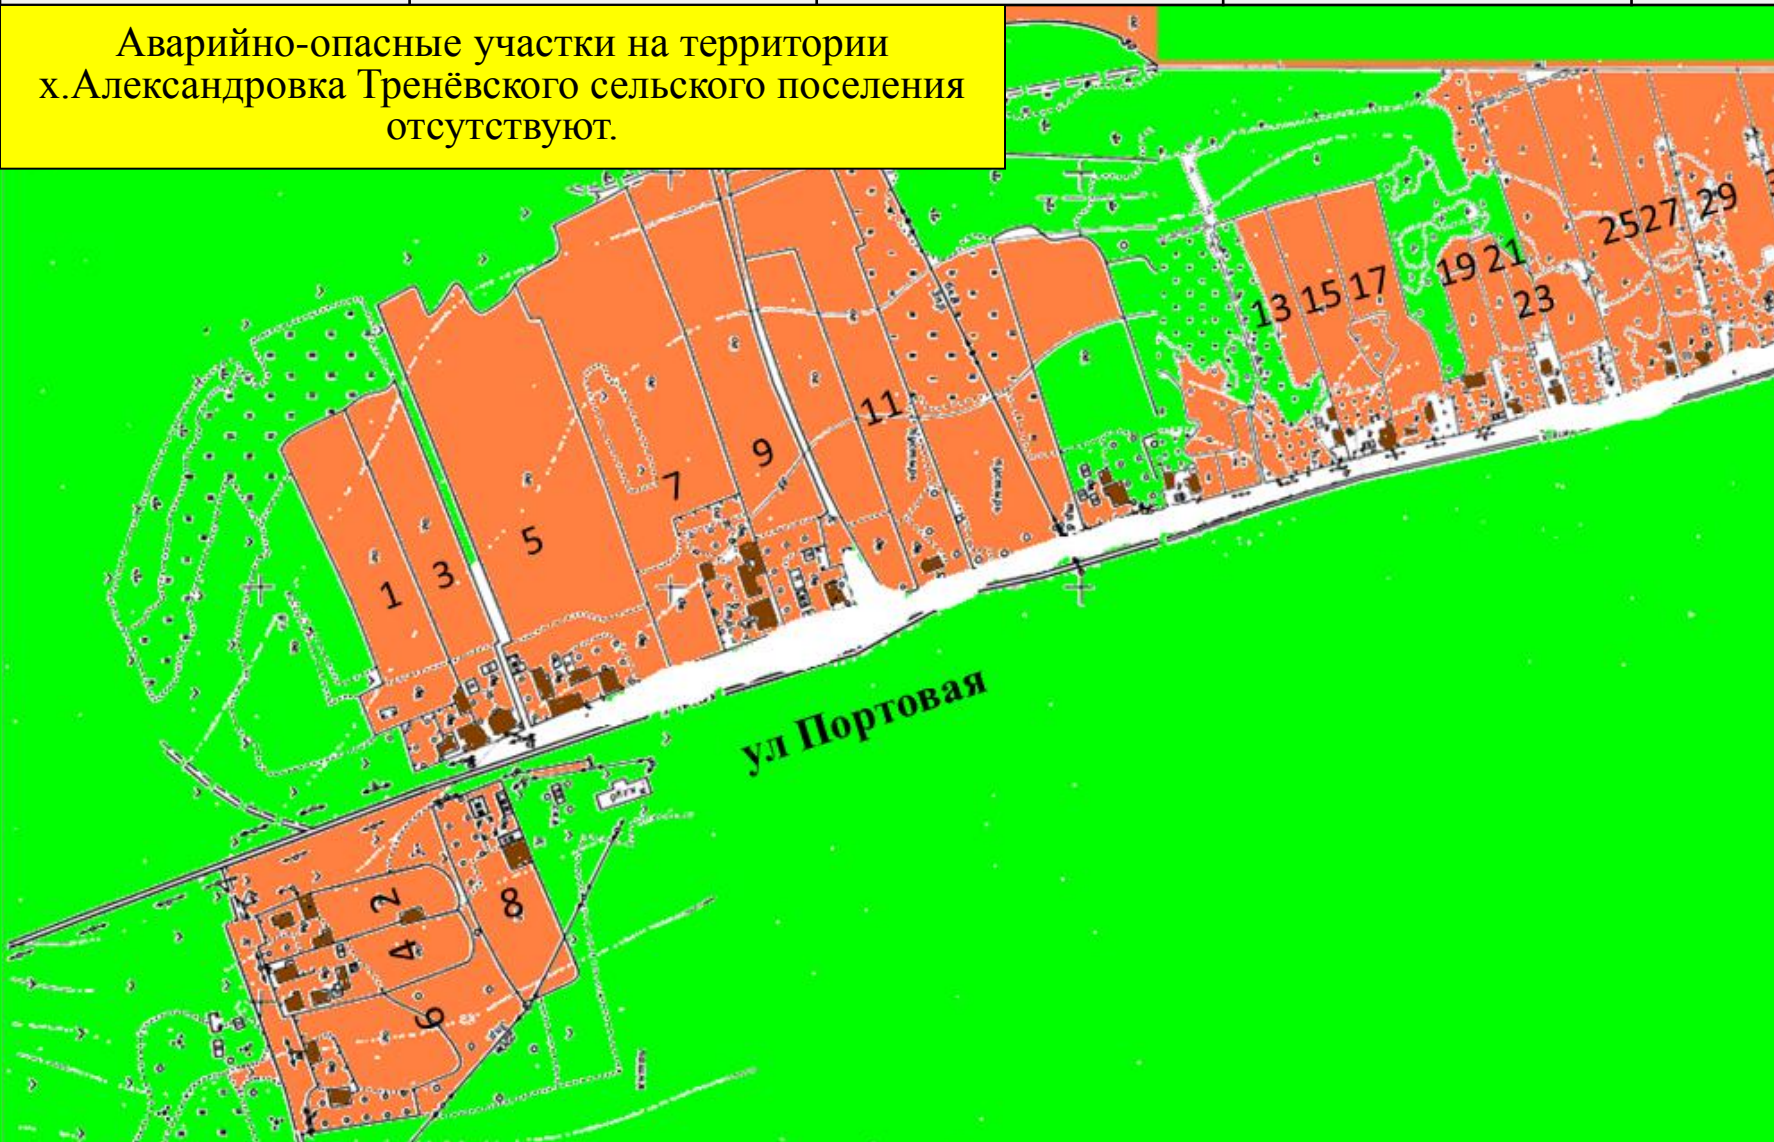 Аварийно-опасные участки на территории
х.Александровка Тренёвского сельского поселения
отсутствуют.
25 27 29
13 15 17 19 21
23
11
9
7
5
3
1
ул Портовая
2
8
4
6